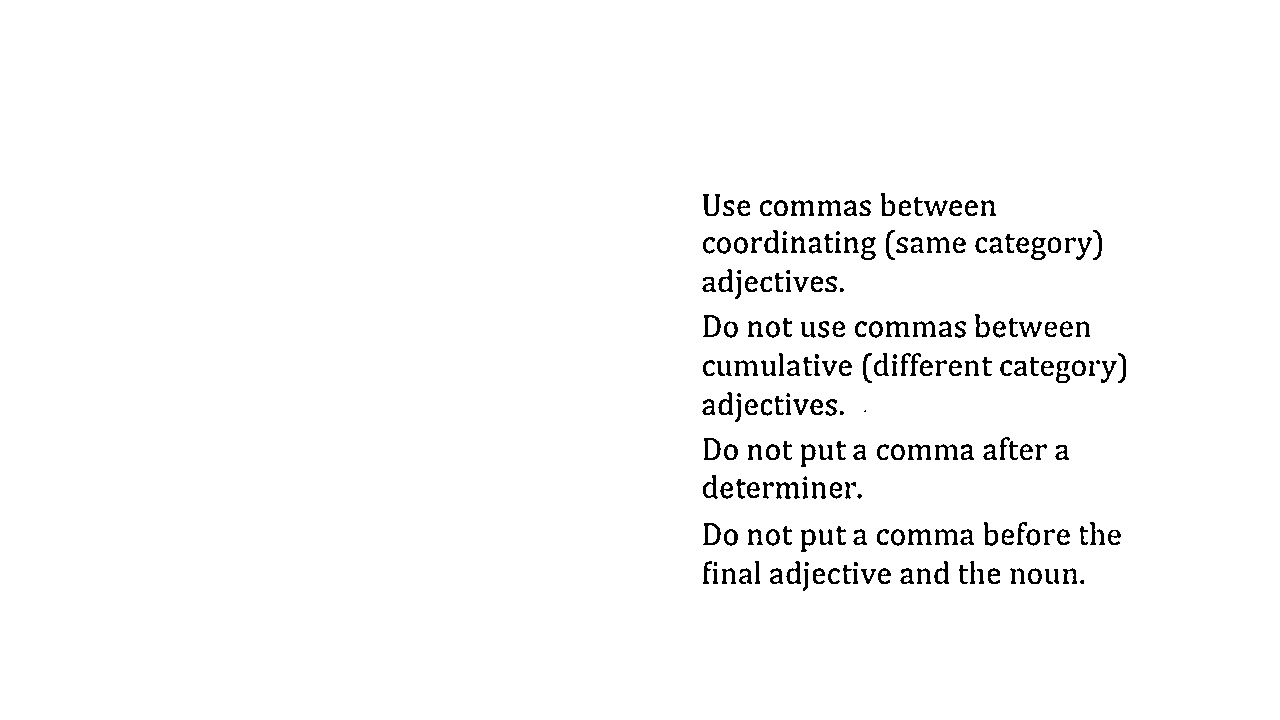 Use commas between
coordinating (same category)
adjectives.
Do not use commas between
cumulative (different category)
adjectives.
Do not put a comma after a
determiner.
Do not put a comma before the
final adjective and the noun.